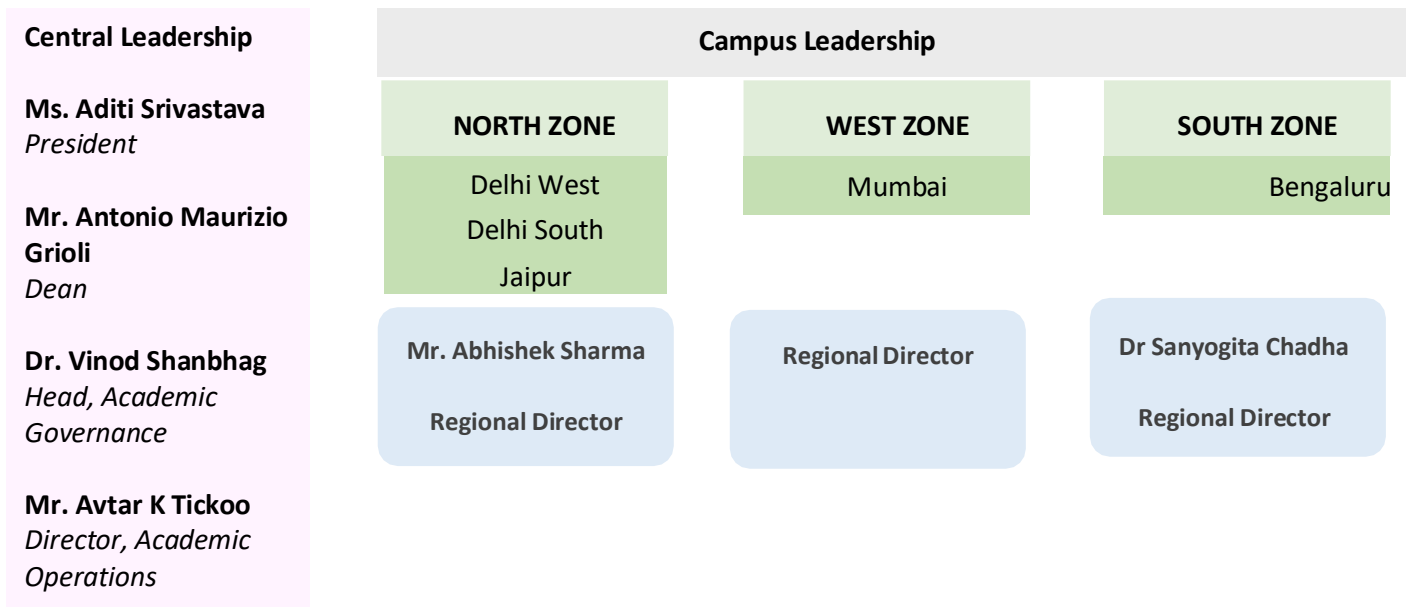 Central Leadership
Ms. Aditi Srivastava
President
Mr. Antonio Maurizio
Grioli
Dean
Dr. Vinod Shanbhag
Head, Academic
Governance
Mr. Avtar K Tickoo
Director, Academic
Operations
Campus Leadership
NORTH ZONE
Delhi West
Delhi South
Jaipur
Mr. Abhishek Sharma
Regional Director
WEST ZONE
Mumbai
Regional Director
SOUTH ZONE
Bengaluru
Dr Sanyogita Chadha
Regional Director